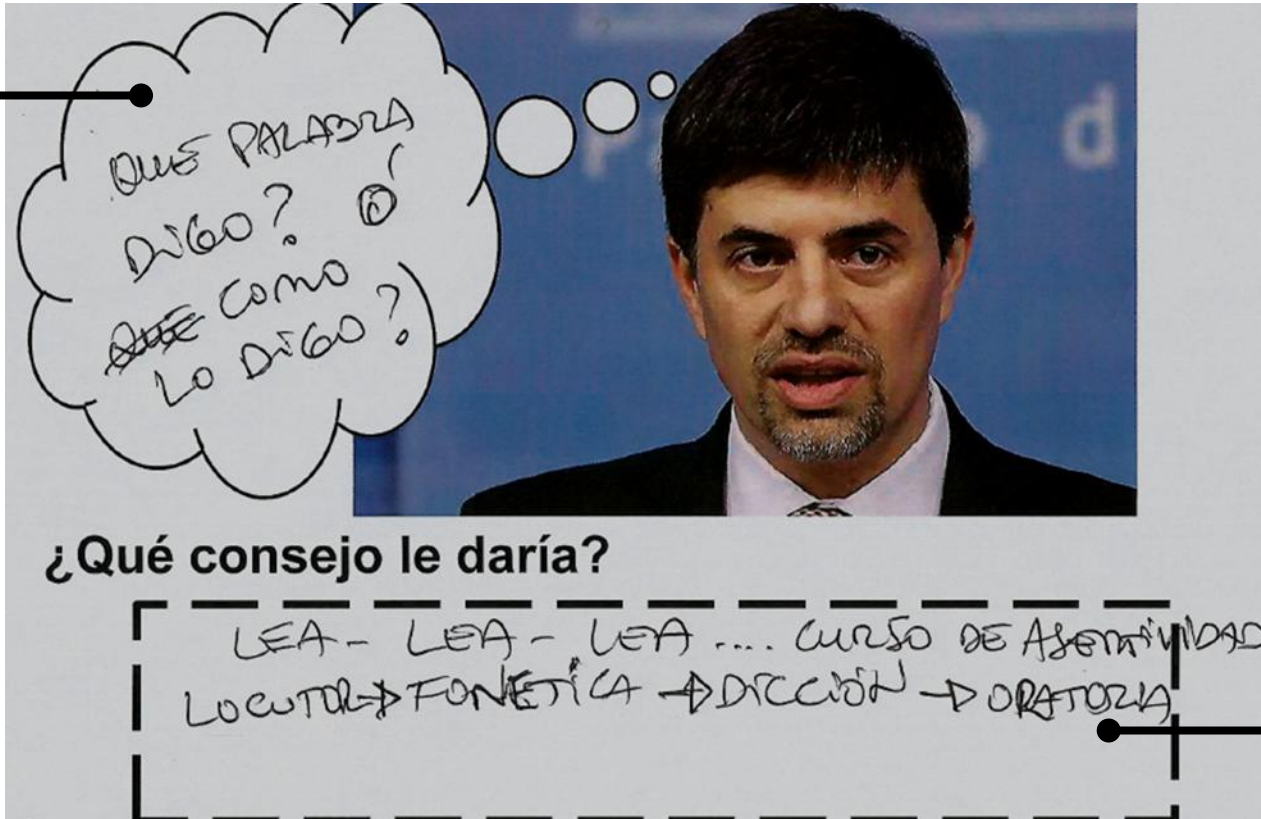 QUE PALABRA
DIGO? Ó
QUE COMO
LO DIGO?
d
¿Qué consejo le daría?
LEA - LEA - LEA .... CURSO DE ASERTIVIDAD
LOCUTOR → FONETICA → DICCIÓN → ORATORIA